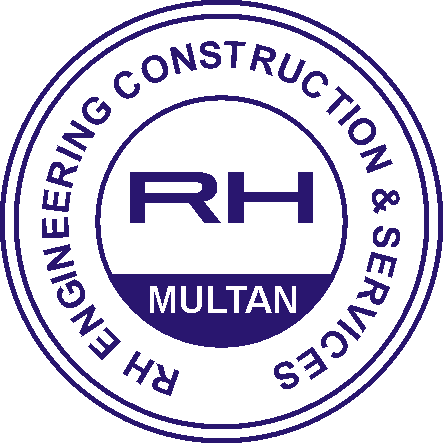 RH ENGINEERING CONSTRUCTION & SERVICES
RH
MULTAN